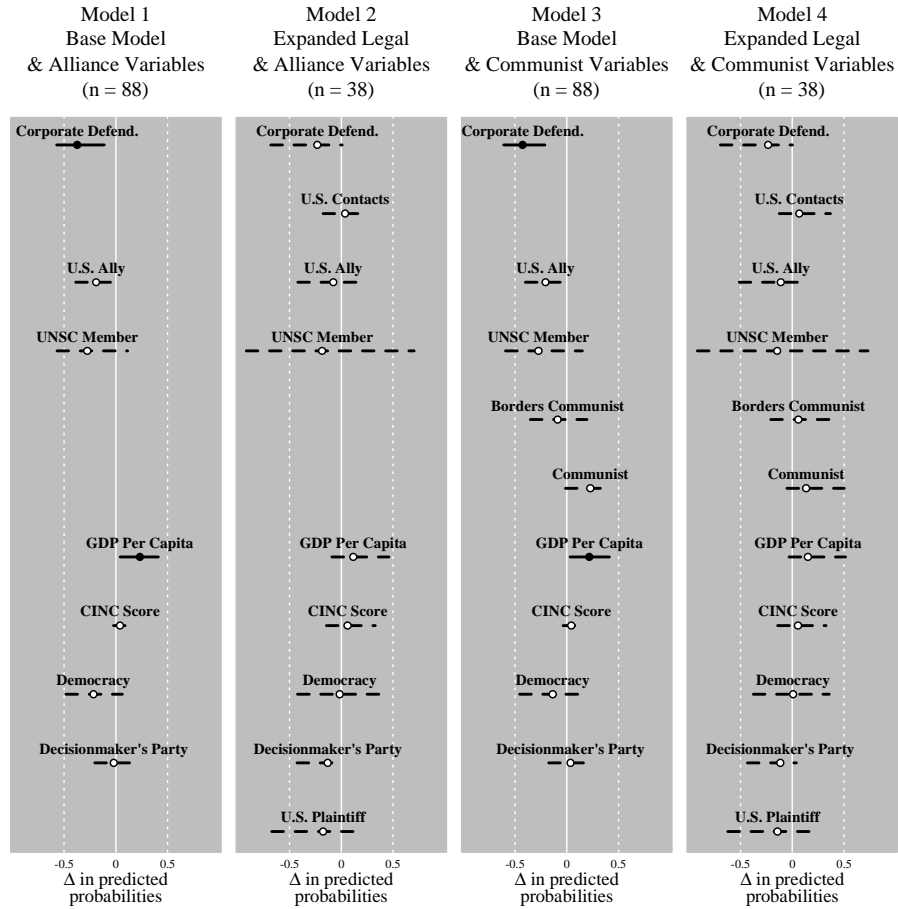 Model 1
Base Model
& Alliance Variables
(n = 88)
Corporate Defend.
U.S. Ally
UNSC Member
GDP Per Capita
CINC Score
Democracy
Decisionmaker's Party
-0.5 0 0.5
Δ in predicted
probabilities
Model 2
Expanded Legal
& Alliance Variables
(n = 38)
Corporate Defend.
U.S. Contacts
U.S. Ally
UNSC Member
GDP Per Capita
CINC Score
Democracy
Decisionmaker's Party
U.S. Plaintiff
-0.5 0 0.5
Δ in predicted
probabilities
Model 3
Base Model
& Communist Variables
(n = 88)
Corporate Defend.
U.S. Ally
UNSC Member
Borders Communist
Communist
GDP Per Capita
CINC Score
Democracy
Decisionmaker's Party
-0.5 0 0.5
Δ in predicted
probabilities
Model 4
Expanded Legal
& Communist Variables
(n = 38)
Corporate Defend.
U.S. Contacts
U.S. Ally
UNSC Member
Borders Communist
Communist
GDP Per Capita
CINC Score
Democracy
Decisionmaker's Party
U.S. Plaintiff
-0.5 0 0.5
Δ in predicted
probabilities